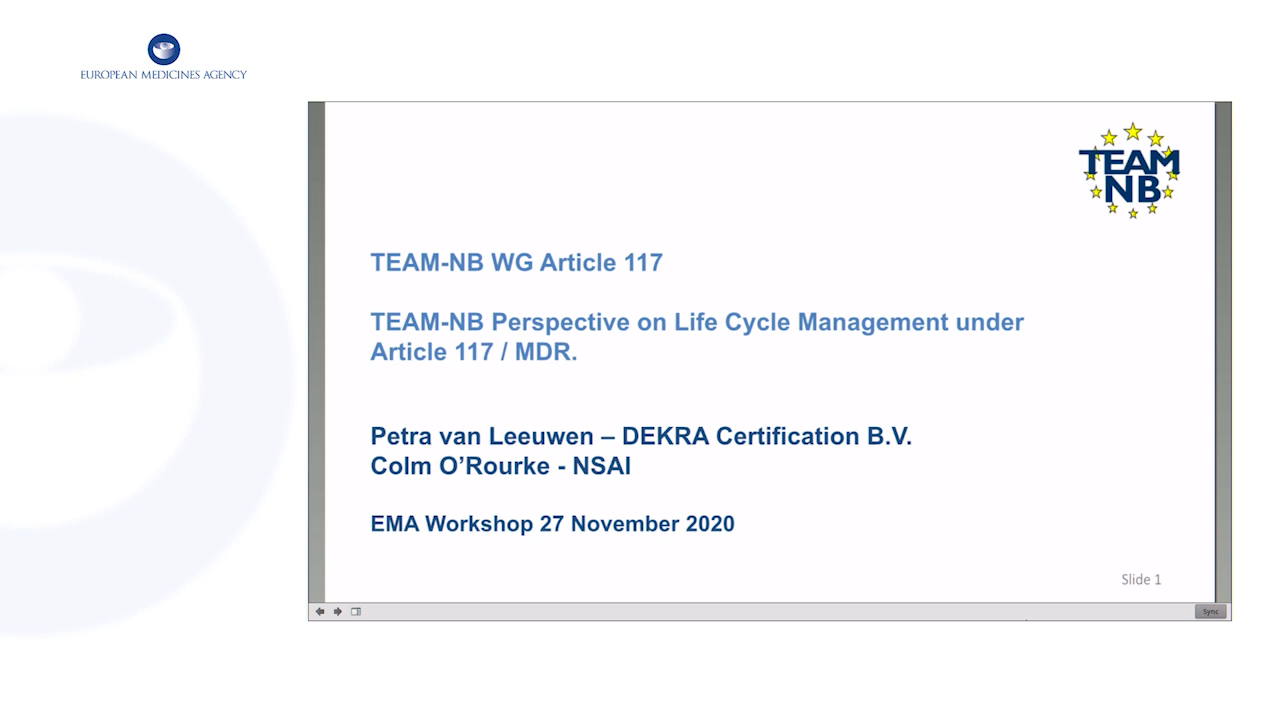 EUROPEAN MEDICINES AGENCY
TEAM
NB
TEAM-NB WG Article 117
TEAM-NB Perspective on Life Cycle Management under
Article 117 / MDR.
Petra van Leeuwen – DEKRA Certification B.V.
Colm O’Rourke - NSAI
EMA Workshop 27 November 2020
Slide 1
Sync